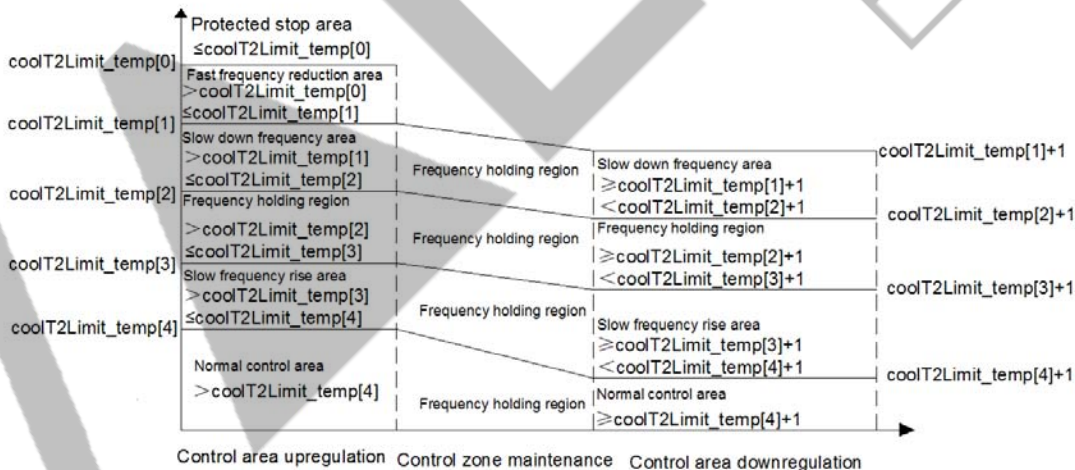 Protected stop area
≤coolT2Limit_temp[0]
coolT2Limit_temp[0]
Fast frequency reduction area
>coolT2Limit_temp[0]
≤coolT2Limit_temp[1]
coolT2Limit_temp[1]
Slow down frequency area
>coolT2Limit_temp[1]
≤coolT2Limit_temp[2]
coolT2Limit_temp[2]
Frequency holding region
>coolT2Limit_temp[2]
≤coolT2Limit_temp[3]
coolT2Limit_temp[3]
Slow frequency rise area
>coolT2Limit_temp[3]
≤coolT2Limit_temp[4]
coolT2Limit_temp[4]
Normal control area
>coolT2Limit_temp[4]
Frequency holding region
Frequency holding region
Frequency holding region
Frequency holding region
coolT2Limit_temp[1]+1
Slow down frequency area
≥coolT2Limit_temp[1]+1
<coolT2Limit_temp[2]+1
coolT2Limit_temp[2]+1
Frequency holding region
≥coolT2Limit_temp[2]+1
<coolT2Limit_temp[3]+1
coolT2Limit_temp[3]+1
Slow frequency rise area
≥coolT2Limit_temp[3]+1
<coolT2Limit_temp[4]+1
coolT2Limit_temp[4]+1
Normal control area
≥coolT2Limit_temp[4]+1
Control area upregulation
Control zone maintenance
Control area downregulation